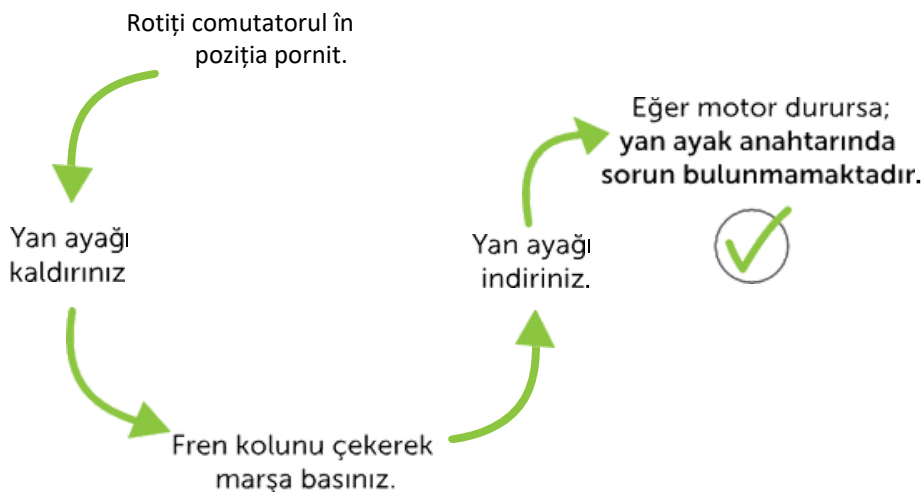 Rotiți comutatorul în
poziția pornit.
Yan ayağı
kaldırınız
Fren kolunu çekerek
marşa basınız.
Yan ayağı
indiriniz.
Eğer motor durursa;
yan ayak anahtarında
sorun bulunmamaktadır.